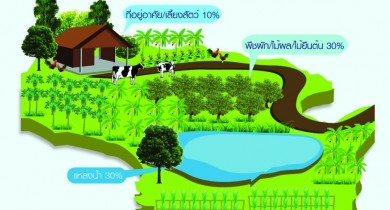 ที่อยู่อาศัย/เลี้ยงสัตว์ 10%
พืชผัก/ไม้ผล/ไม้ยืนต้น 30%
แหล่งน้ำ 30%